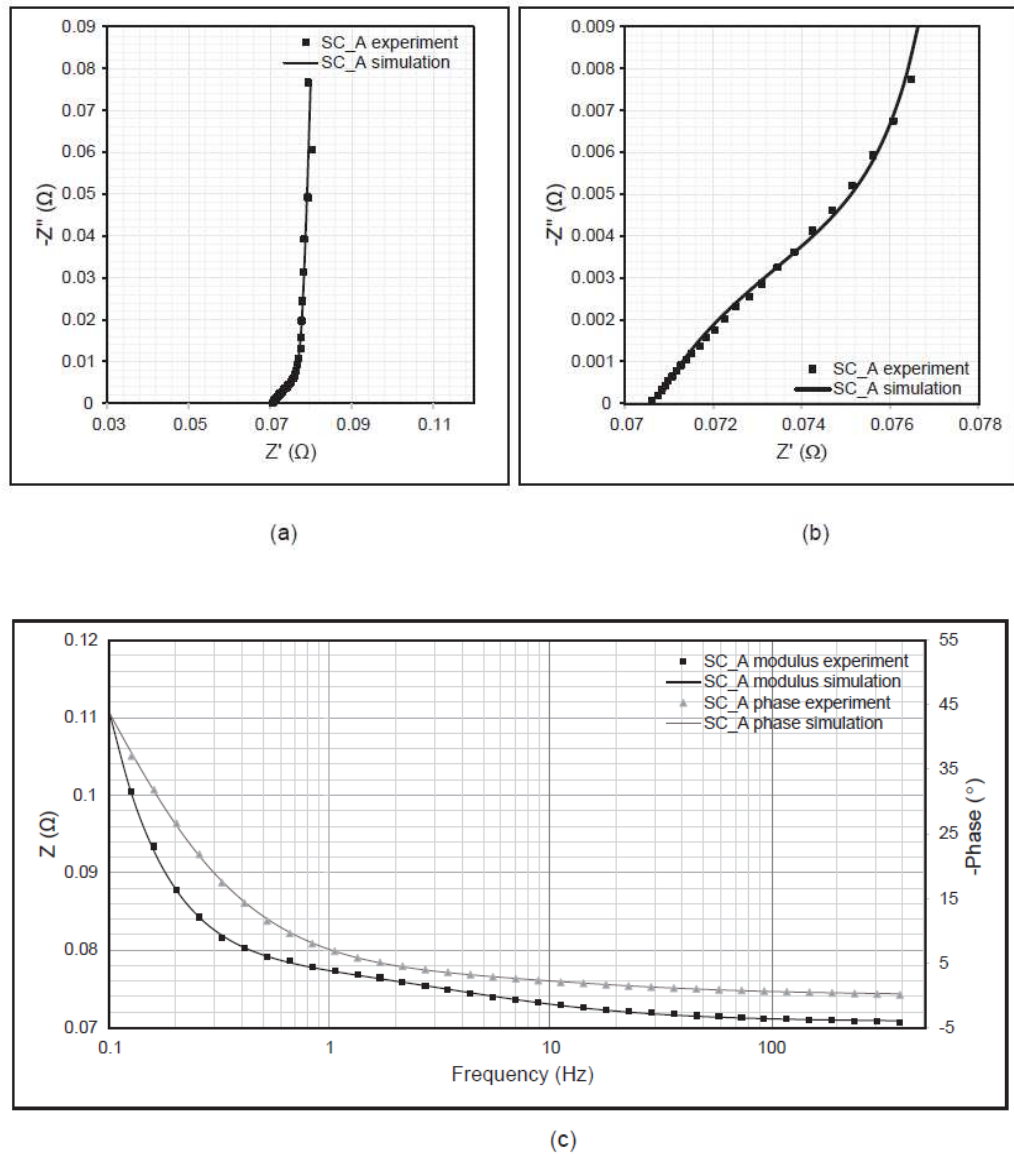 0.09
0.08
0.07
0.06
0.05
0.04
0.03
0.02
0.01
0
-Z'' (Ω)
SC_A experiment
SC_A simulation
0.03 0.05 0.07 0.09 0.11
Z' (Ω)
(a)
0.009
0.008
0.007
0.006
0.005
0.004
0.003
0.002
0.001
0
-Z'' (Ω)
SC_A experiment
SC_A simulation
0.07 0.072 0.074 0.076 0.078
Z' (Ω)
(b)
0.12
0.11
0.1
0.09
0.08
0.07
Z (Ω)
SC_A modulus experiment
SC_A modulus simulation
SC_A phase experiment
SC_A phase simulation
55
45
35
25
15
5
-5
-Phase (°)
0.1 1 10 100
Frequency (Hz)
(c)